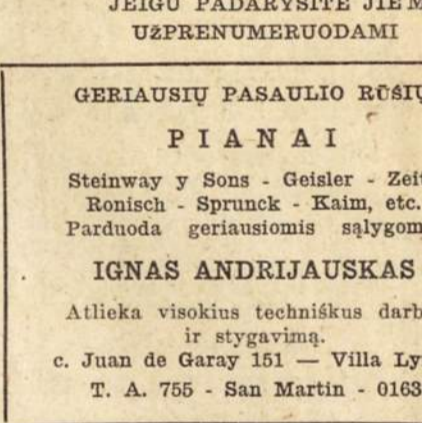 JEIGU PADARYSITE JIEM
UŽPRENUMERUODAMI
GERIAUSIŲ PASAULIO RŪŠIŲ
PIANAI
Steinway y Sons - Geisler - Zeit
Ronisch - Sprunck - Kaim, etc.
Parduoda geriausiomis sąlygom
IGNAS ANDRIJAUSKAS
Atlieka visokius techniškus darb
ir stygavimą.
c. Juan de Garay 151 — Villa Ly
T. A. 755 - San Martin - 0163